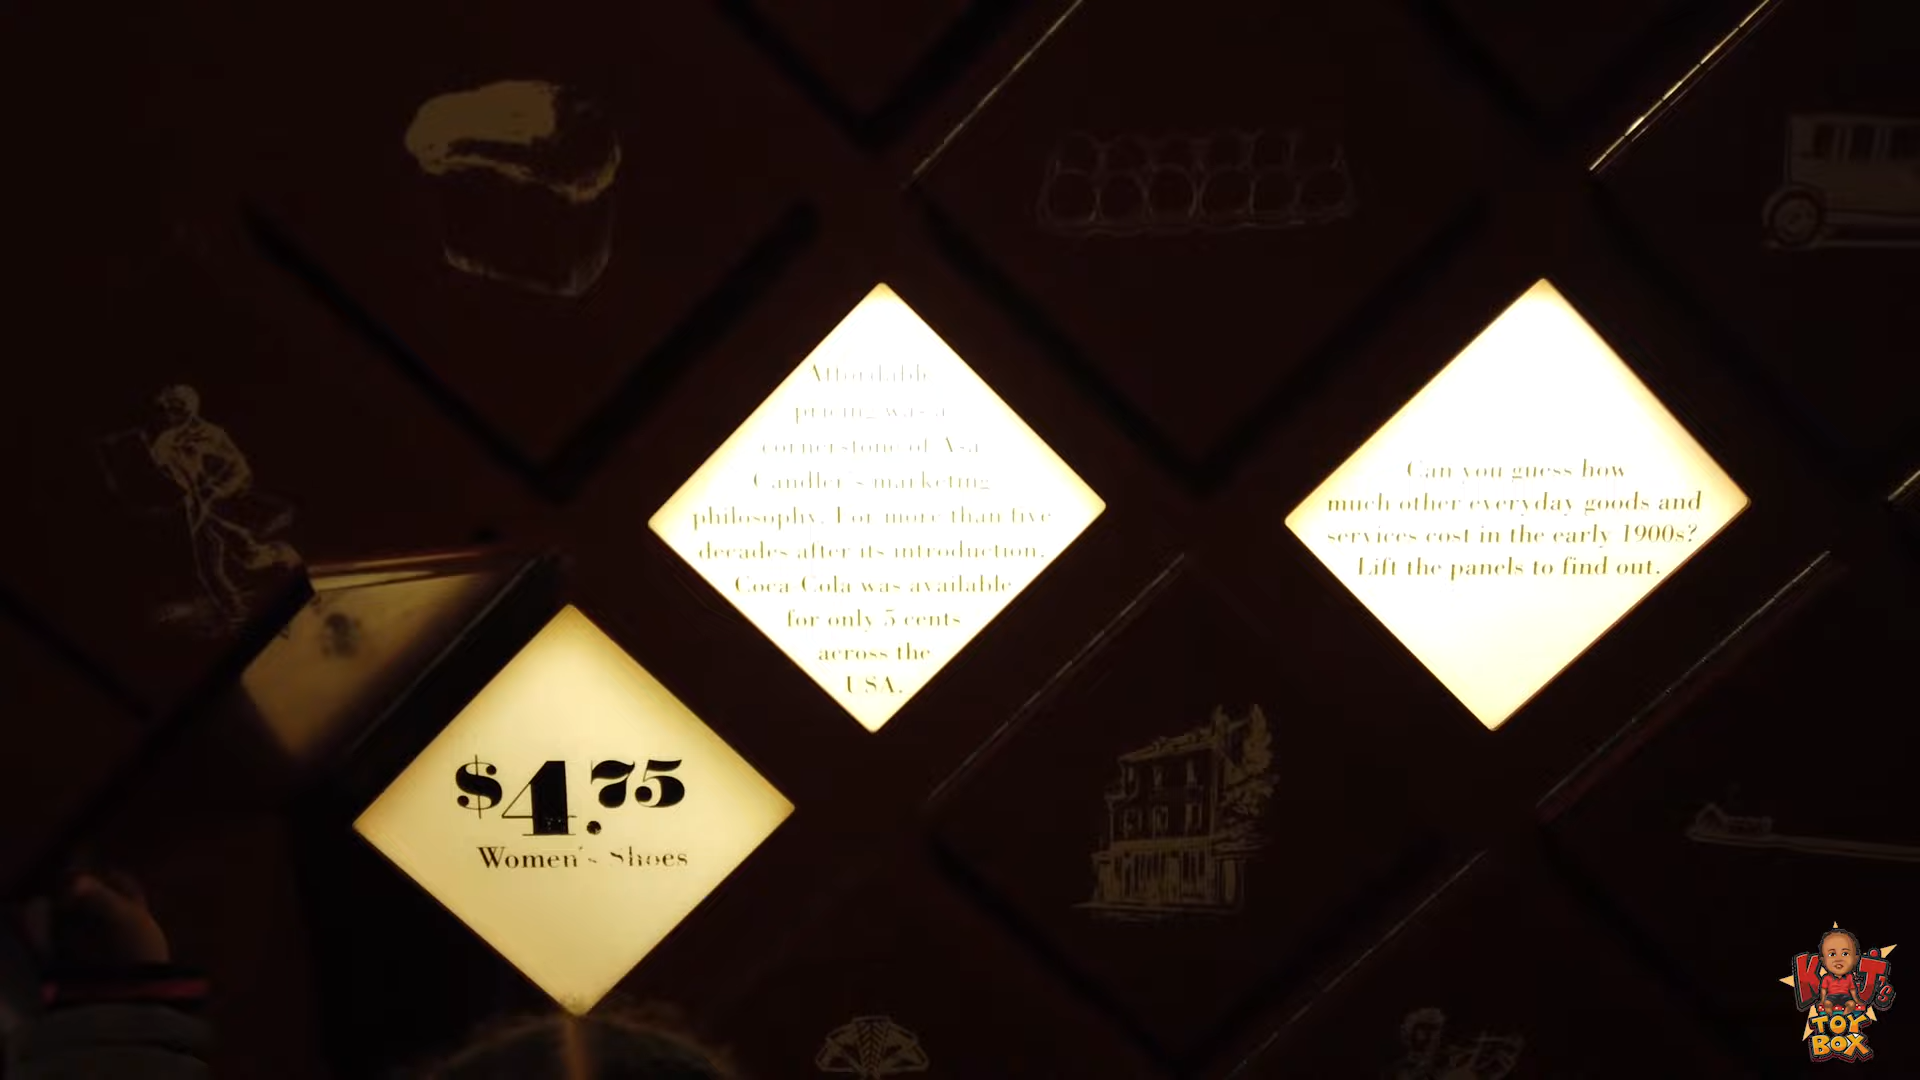 Affordable
pricing was a
cornerstone of Asa
Candler's marketing
philosophy. For more than five
decades after its introduction,
Coca-Cola was available
for only 5 cents
across the
USA.
Can you guess how
much other everyday goods and
services cost in the early 1900s?
Lift the panels to find out.
$4.75
Women's Shoes
KJ's
TOY
BOX